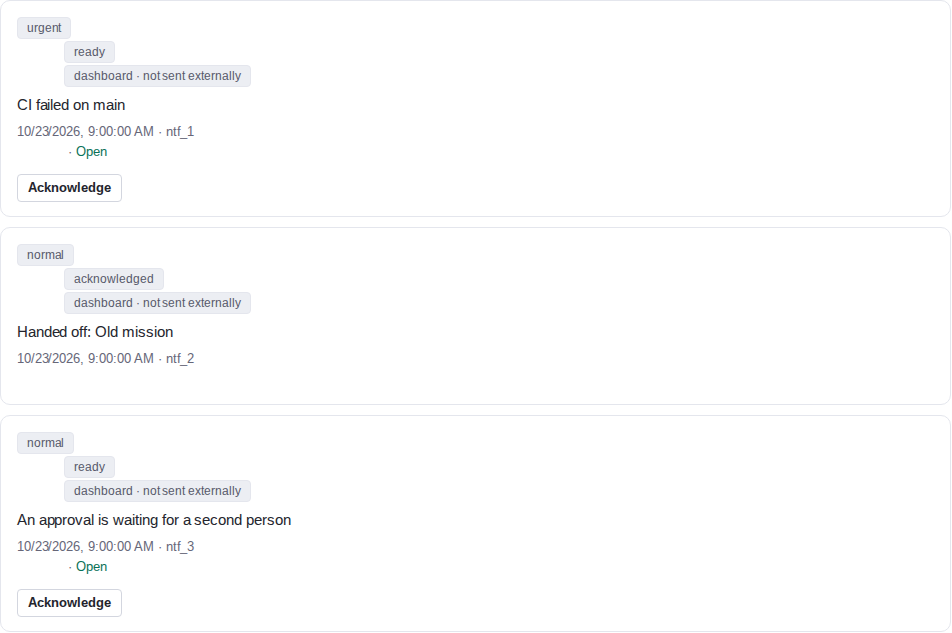 urgent
ready
dashboard · not sent externally
CI failed on main
10/23/2026, 9:00:00 AM · ntf_1
· Open
Acknowledge
normal
acknowledged
dashboard · not sent externally
Handed off: Old mission
10/23/2026, 9:00:00 AM · ntf_2
normal
ready
dashboard · not sent externally
An approval is waiting for a second person
10/23/2026, 9:00:00 AM · ntf_3
· Open
Acknowledge